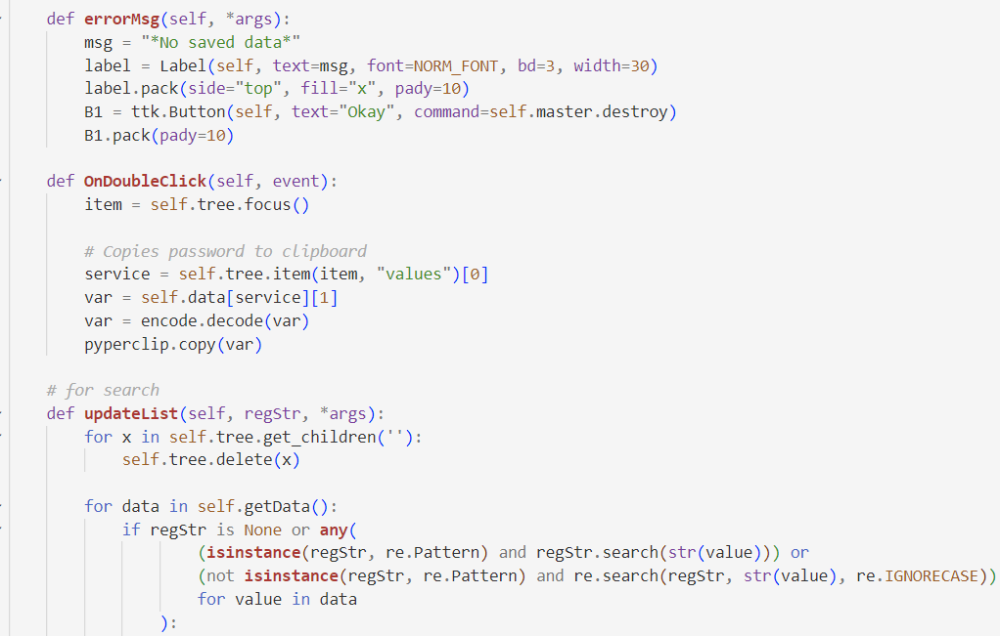 def errorMsg(self, *args):
msg = "*No saved data*"
label = Label(self, text=msg, font=NORM_FONT, bd=3, width=30)
label.pack(side="top", fill="x", pady=10)
B1 = ttk.Button(self, text="Okay", command=self.master.destroy)
B1.pack(pady=10)
def OnDoubleClick(self, event):
item = self.tree.focus()
# Copies password to clipboard
service = self.tree.item(item, "values")[0]
var = self.data[service][1]
var = encode.decode(var)
pyperclip.copy(var)
# for search
def updateList(self, regStr, *args):
for x in self.tree.get_children(''):
self.tree.delete(x)
for data in self.getData():
if regStr is None or any(
(isinstance(regStr, re.Pattern) and regStr.search(str(value))) or
(not isinstance(regStr, re.Pattern) and re.search(regStr, str(value), re.IGNORECASE))
for value in data
):